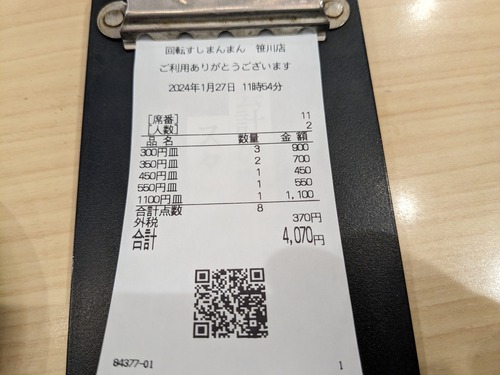 回転すしまんまん 笹川店
ご利用ありがとうございます
2024年1月27日 11時54分
[席番] 11
[人数] 2
品名 数量 金額
300円皿 3 900
350円皿 2 700
450円皿 1 450
550円皿 1 550
1100円皿 1 1,100
合計点数 8
外税 370円
合計 4,070円
84377-01 1